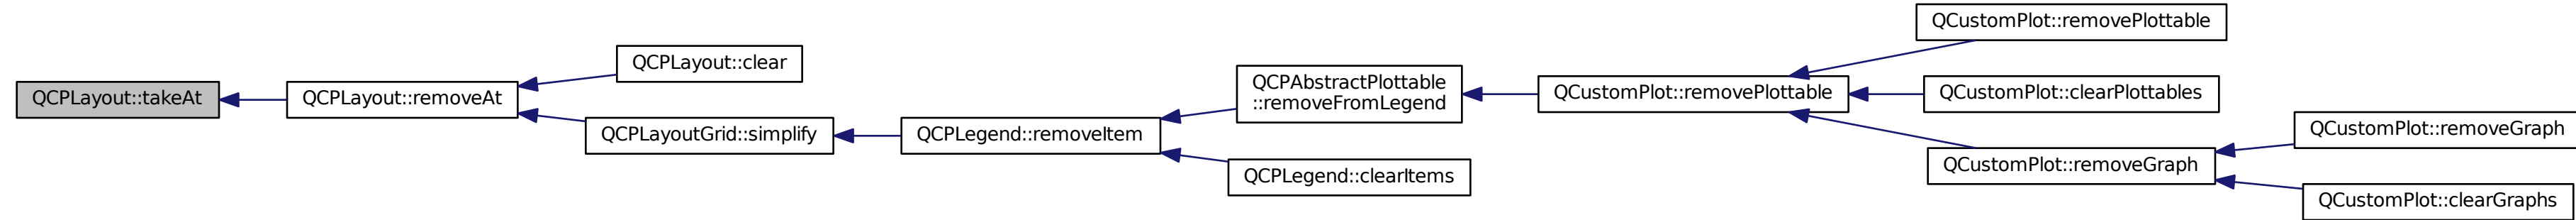 QCPLayout::takeAt
QCPLayout::removeAt
QCPLayout::clear
QCPLayoutGrid::simplify
QCPLegend::removeItem
QCPAbstractPlottable
::removeFromLegend
QCPLegend::clearItems
QCustomPlot::removePlottable
QCustomPlot::removePlottable
QCustomPlot::clearPlottables
QCustomPlot::removeGraph
QCustomPlot::removeGraph
QCustomPlot::clearGraphs